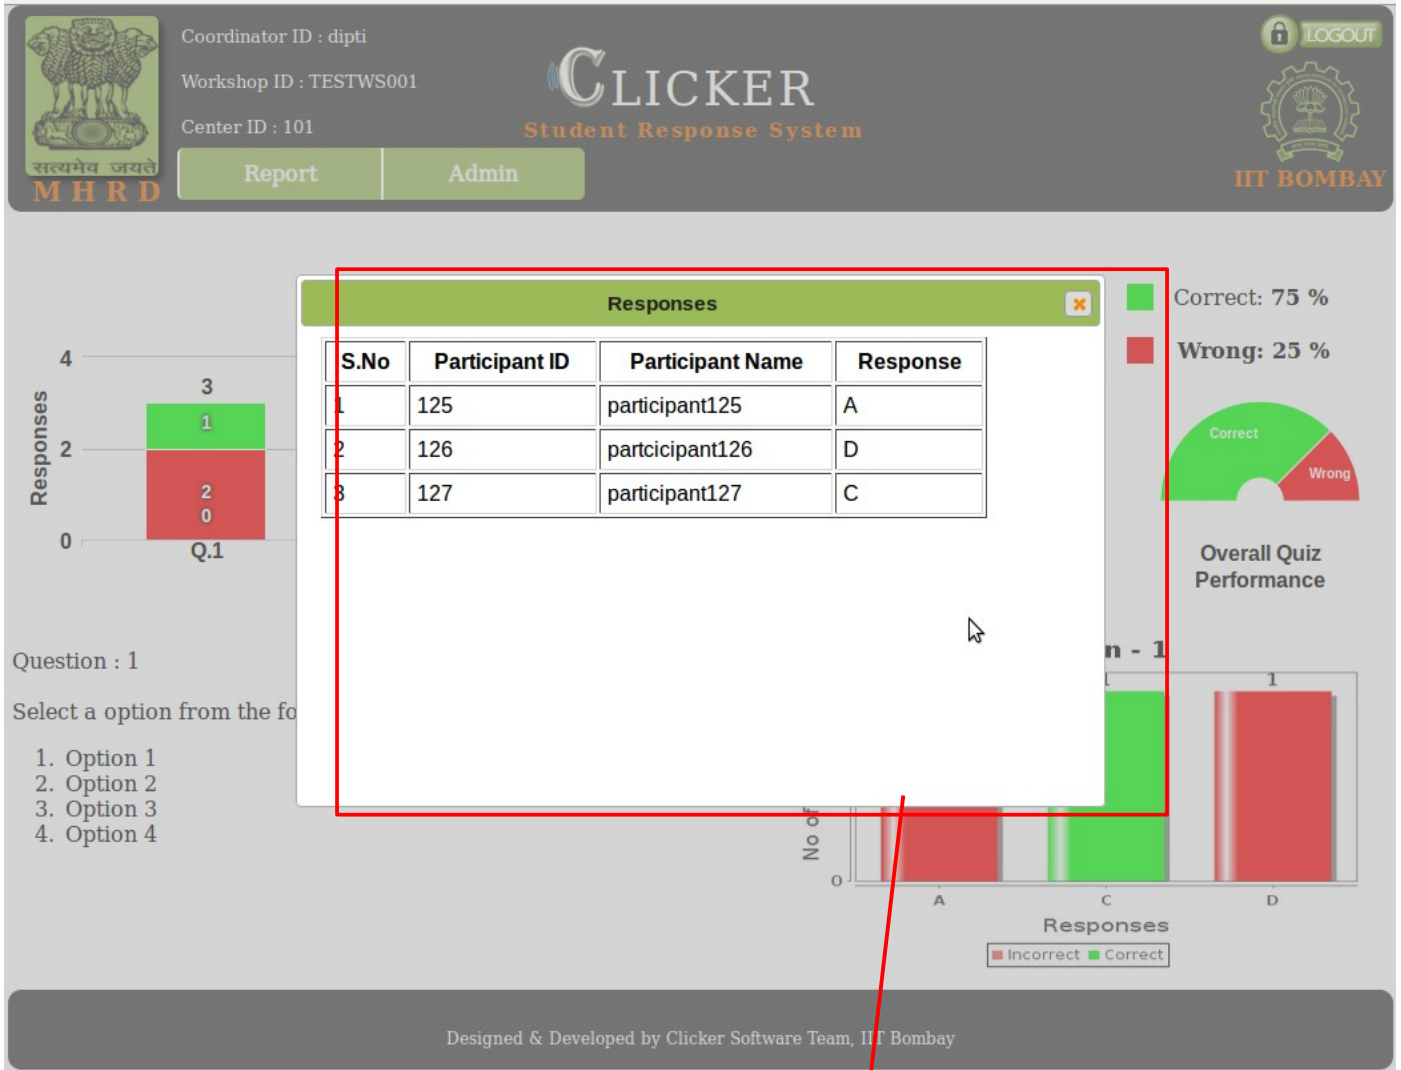 Coordinator ID : dipti
Workshop ID : TESTWS001
Center ID : 101
सत्यमेव जयते
M H R D
Report
Admin
CLICKER
Student Response System
LOGOUT
IIT BOMBAY
Responses
S.No Participant ID Participant Name Response
1 125 participant125 A
2 126 partcicipant126 D
3 127 participant127 C
Correct: 75 %
Wrong: 25 %
Correct
Wrong
Overall Quiz
Performance
Responses
4
2
0
3
1
2
0
Q.1
Question : 1
Select a option from the fo
1. Option 1
2. Option 2
3. Option 3
4. Option 4
n - 1
1
No of
0
A C D
Responses
Incorrect Correct
Designed & Developed by Clicker Software Team, IIT Bombay